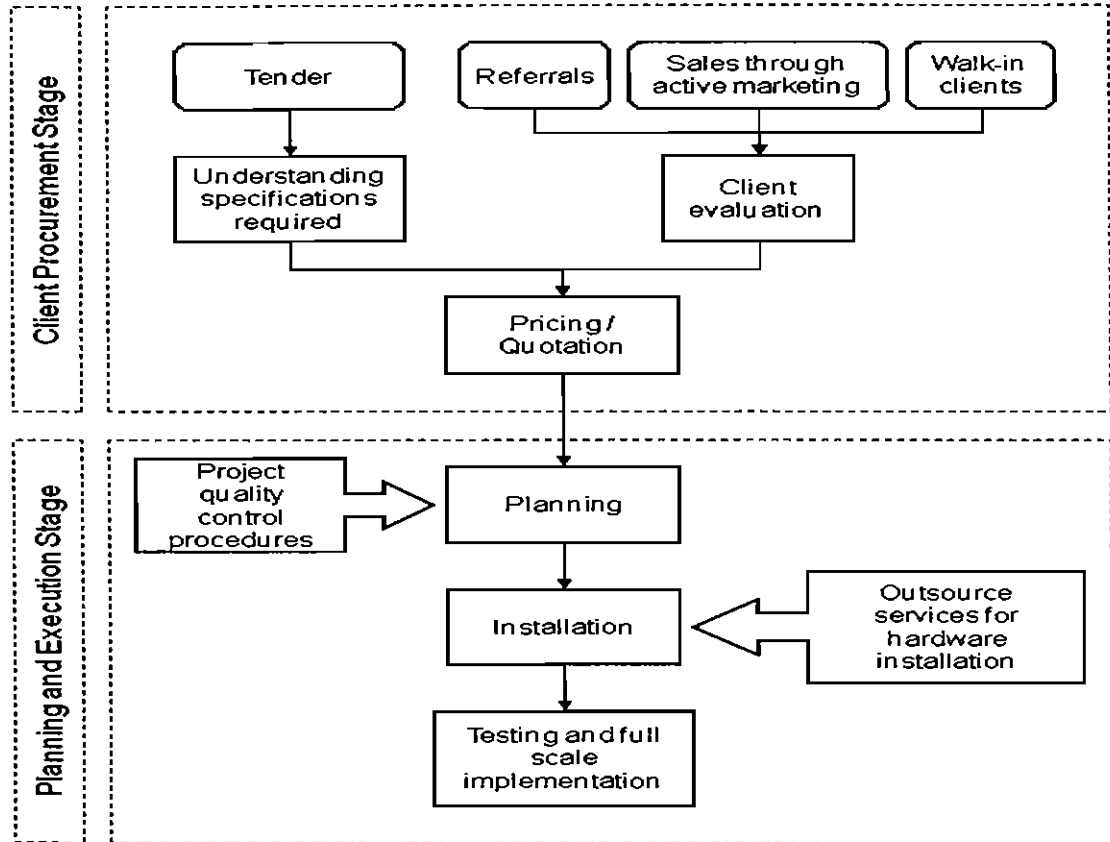 Client Procurement Stage
Tender
Referrals
Sales through
active marketing
Walk-in
clients
Understanding
specifications
required
Client
evaluation
Pricing /
Quotation
Planning and Execution Stage
Project
quality
control
procedures
Planning
Installation
Outsource
services for
hardware
installation
Testing and full
scale
implementation